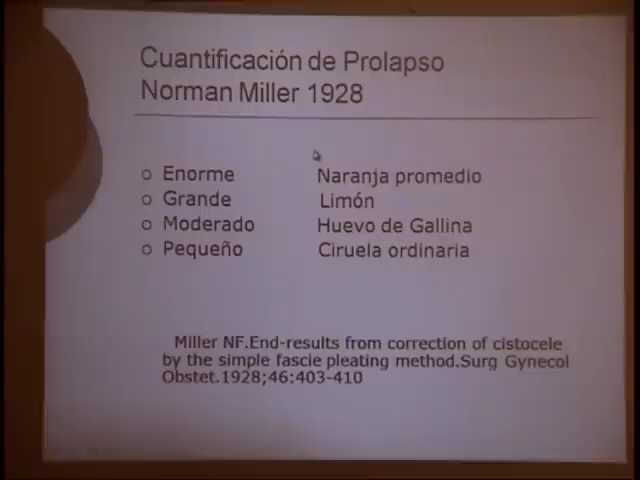 Cuantificación de Prolapso
Norman Miller 1928
Enorme Naranja promedio
Grande Limón
Moderado Huevo de Gallina
Pequeño Ciruela ordinaria
Miller NF.End-results from correction of cistocele
by the simple fascie pleating method.Surg Gynecol
Obstet.1928;46:403-410